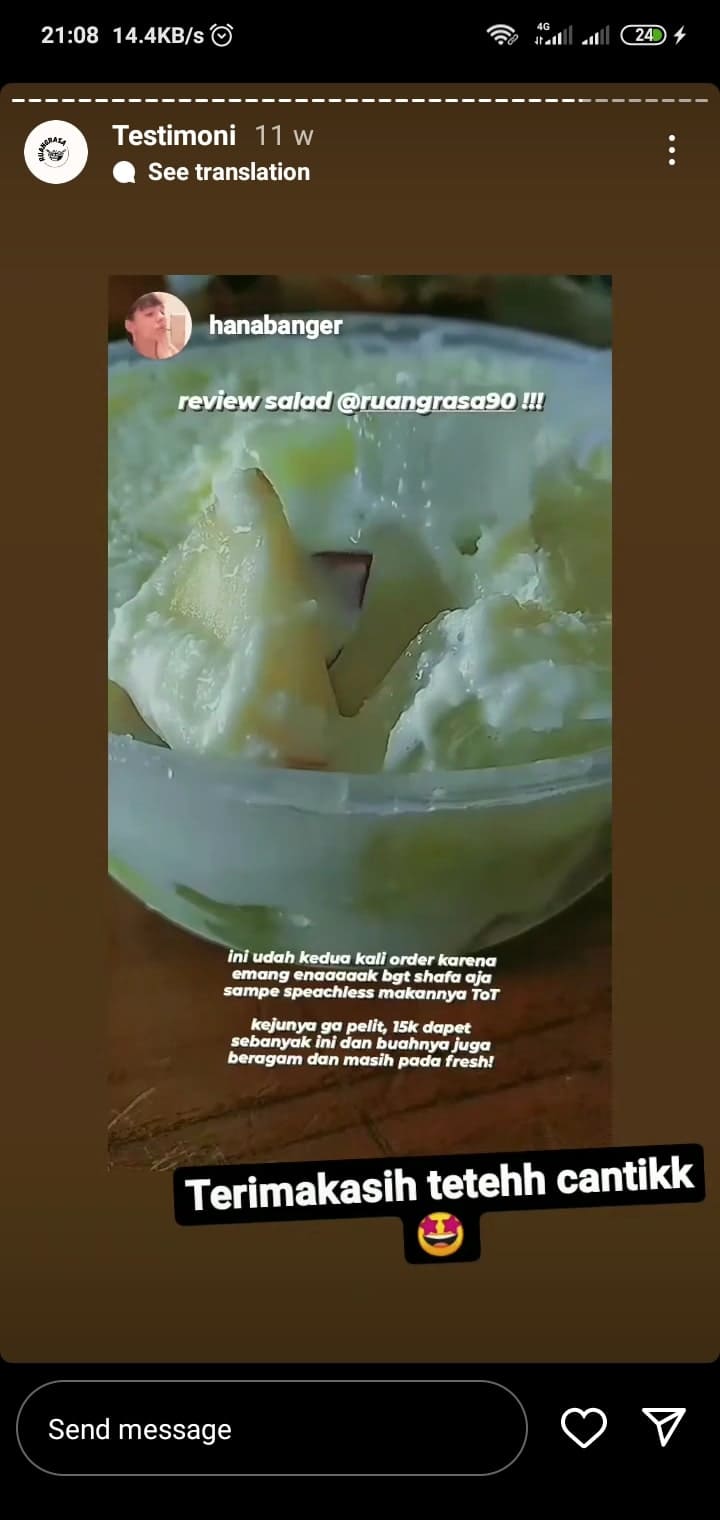 21:08 14.4KB/s
4G
24
RUANGRASA
Testimoni 11 w
See translation
hanabanger
review salad @ruangrasa90 !!!
ini udah kedua kali order karena
emang enaaaaak bgt shafa aja
sampe speachless makannya ToT
kejunya ga pelit, 15k dapet
sebanyak ini dan buahnya juga
beragam dan masih pada fresh!
Terimakasih tetehh cantikk
🤩
Send message